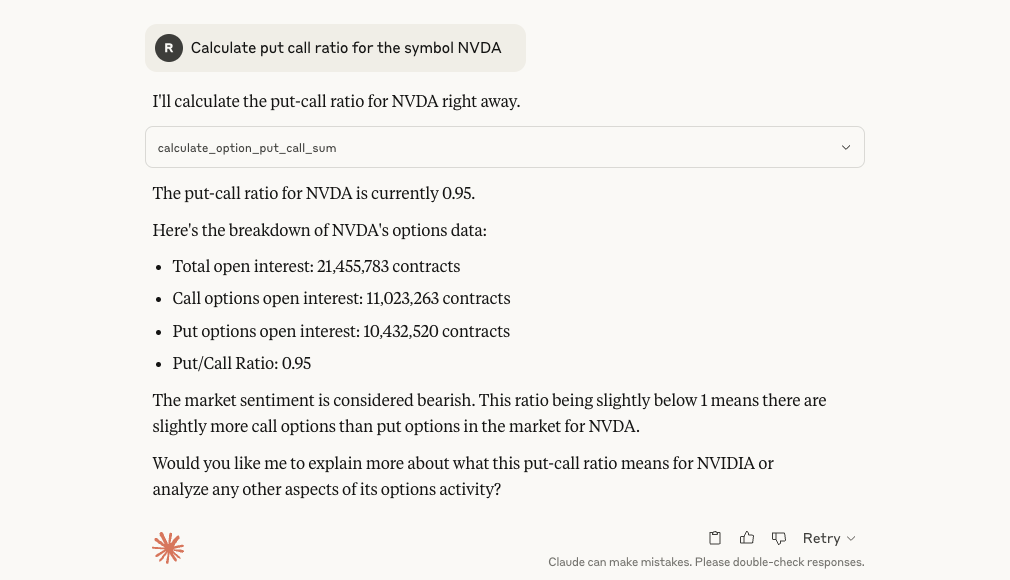 R Calculate put call ratio for the symbol NVDA
I'll calculate the put-call ratio for NVDA right away.
calculate_option_put_call_sum
The put-call ratio for NVDA is currently 0.95.
Here's the breakdown of NVDA's options data:
• Total open interest: 21,455,783 contracts
• Call options open interest: 11,023,263 contracts
• Put options open interest: 10,432,520 contracts
• Put/Call Ratio: 0.95
The market sentiment is considered bearish. This ratio being slightly below 1 means there are
slightly more call options than put options in the market for NVDA.
Would you like me to explain more about what this put-call ratio means for NVIDIA or
analyze any other aspects of its options activity?
Retry
Claude can make mistakes. Please double-check responses.